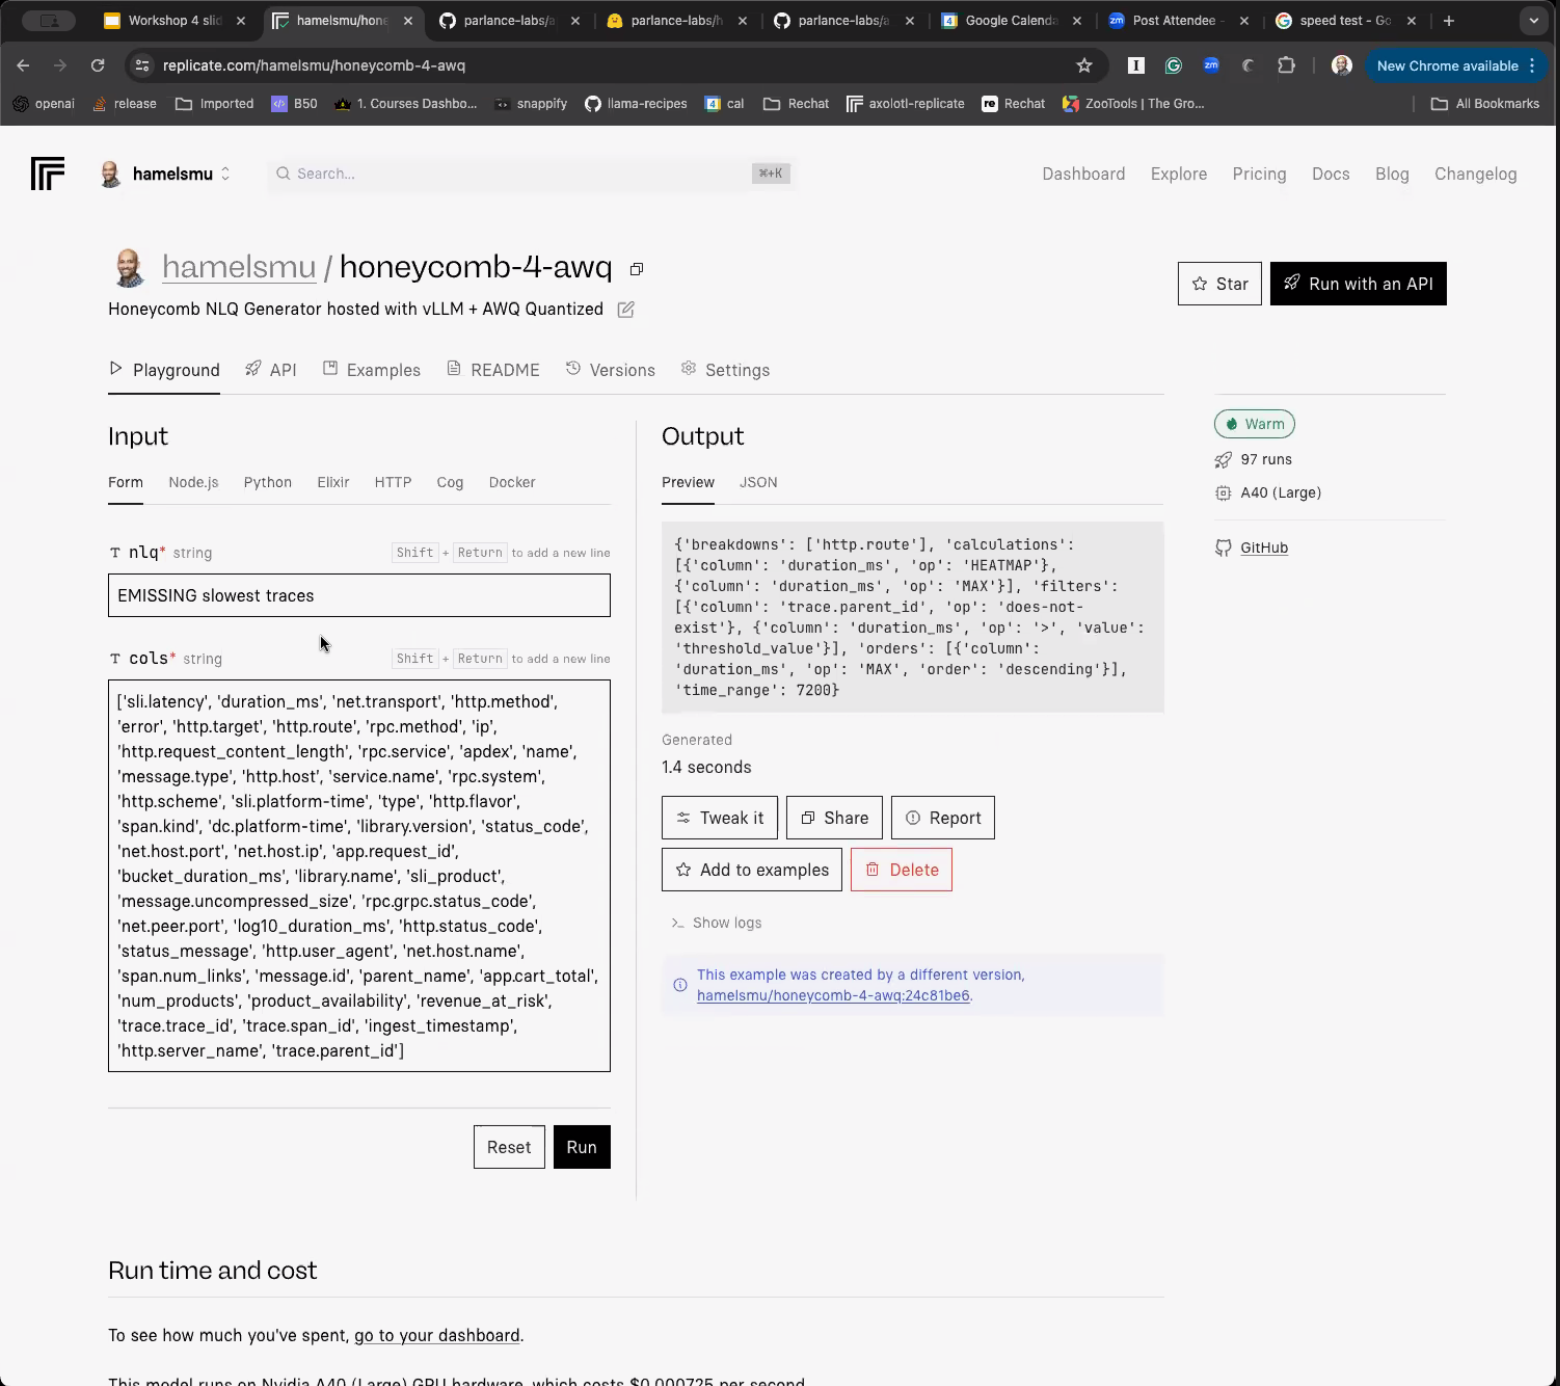 Workshop 4 slid
hamelsmu/hone
parlance-labs/a
parlance-labs/h
parlance-labs/a
Google Calenda
Post Attendee -
speed test - Go
replicate.com/hamelsmu/honeycomb-4-awq
New Chrome available
openai
release
Imported
B50
1. Courses Dashbo...
snappify
llama-recipes
cal
Rechat
axolotl-replicate
Rechat
ZooTools | The Gro...
All Bookmarks
hamelsmu
Search...
⌘+K
Dashboard
Explore
Pricing
Docs
Blog
Changelog
hamelsmu / honeycomb-4-awq
Star
Run with an API
Honeycomb NLQ Generator hosted with vLLM + AWQ Quantized
Playground
API
Examples
README
Versions
Settings
Input
Form
Node.js
Python
Elixir
HTTP
Cog
Docker
nlq* string
Shift + Return to add a new line
EMISSING slowest traces
cols* string
Shift + Return to add a new line
['sli.latency', 'duration_ms', 'net.transport', 'http.method',
'error', 'http.target', 'http.route', 'rpc.method', 'ip',
'http.request_content_length', 'rpc.service', 'apdex', 'name',
'message.type', 'http.host', 'service.name', 'rpc.system',
'http.scheme', 'sli.platform-time', 'type', 'http.flavor',
'span.kind', 'dc.platform-time', 'library.version', 'status_code',
'net.host.port', 'net.host.ip', 'app.request_id',
'bucket_duration_ms', 'library.name', 'sli_product',
'message.uncompressed_size', 'rpc.grpc.status_code',
'net.peer.port', 'log10_duration_ms', 'http.status_code',
'status_message', 'http.user_agent', 'net.host.name',
'span.num_links', 'message.id', 'parent_name', 'app.cart_total',
'num_products', 'product_availability', 'revenue_at_risk',
'trace.trace_id', 'trace.span_id', 'ingest_timestamp',
'http.server_name', 'trace.parent_id']
Reset
Run
Output
Preview
JSON
{'breakdowns': ['http.route'], 'calculations':
[{'column': 'duration_ms', 'op': 'HEATMAP'},
{'column': 'duration_ms', 'op': 'MAX'}], 'filters':
[{'column': 'trace.parent_id', 'op': 'does-not-
exist'}, {'column': 'duration_ms', 'op': '>', 'value':
'threshold_value'}], 'orders': [{'column':
'duration_ms', 'op': 'MAX', 'order': 'descending'}],
'time_range': 7200}
Generated
1.4 seconds
Tweak it
Share
Report
Add to examples
Delete
Show logs
This example was created by a different version,
hamelsmu/honeycomb-4-awq:24c81be6.
Warm
97 runs
A40 (Large)
GitHub
Run time and cost
To see how much you've spent, go to your dashboard.
This model runs on Nvidia A40 (Large) GPU hardware, which costs $0.000725 per second